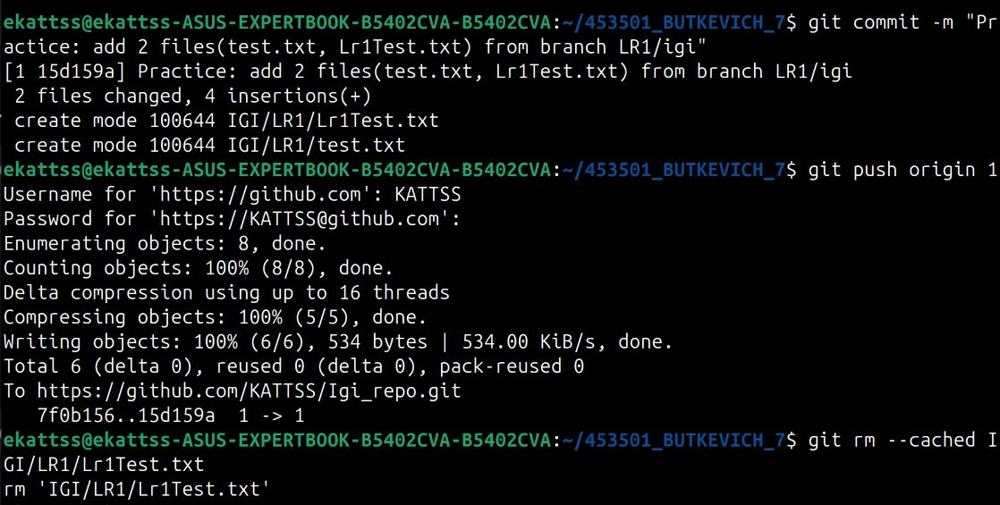 ekattss@ekattss-ASUS-EXPERTBOOK-B5402CVA-B5402CVA:~/453501_BUTKEVICH_7$ git commit -m "Pr
actice: add 2 files(test.txt, Lr1Test.txt) from branch LR1/igi"
[1 15d159a] Practice: add 2 files(test.txt, Lr1Test.txt) from branch LR1/igi
 2 files changed, 4 insertions(+)
 create mode 100644 IGI/LR1/Lr1Test.txt
 create mode 100644 IGI/LR1/test.txt
ekattss@ekattss-ASUS-EXPERTBOOK-B5402CVA-B5402CVA:~/453501_BUTKEVICH_7$ git push origin 1
Username for 'https://github.com': KATTSS
Password for 'https://KATTSS@github.com':
Enumerating objects: 8, done.
Counting objects: 100% (8/8), done.
Delta compression using up to 16 threads
Compressing objects: 100% (5/5), done.
Writing objects: 100% (6/6), 534 bytes | 534.00 KiB/s, done.
Total 6 (delta 0), reused 0 (delta 0), pack-reused 0
To https://github.com/KATTSS/Igi_repo.git
   7f0b156..15d159a  1 -> 1
ekattss@ekattss-ASUS-EXPERTBOOK-B5402CVA-B5402CVA:~/453501_BUTKEVICH_7$ git rm --cached I
GI/LR1/Lr1Test.txt
rm 'IGI/LR1/Lr1Test.txt'